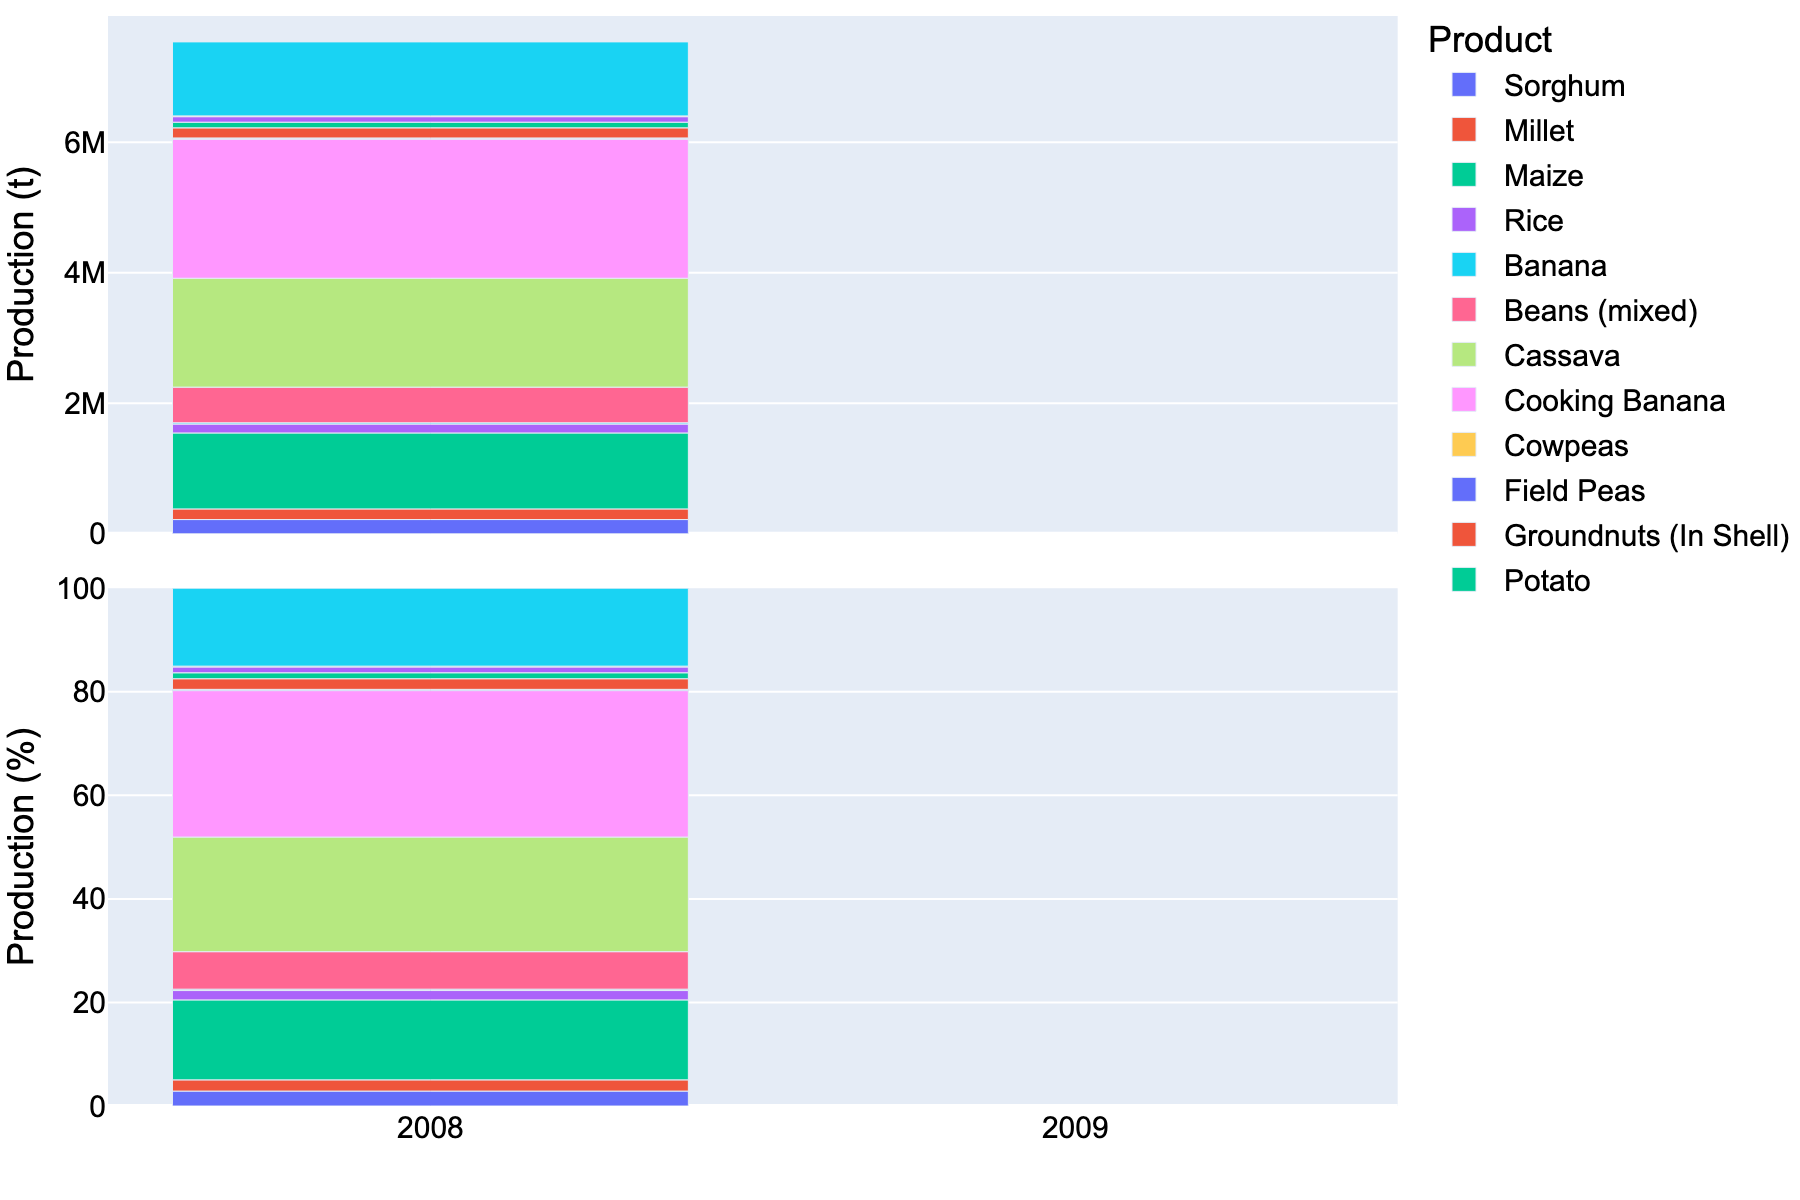 Production (t)
6M
4M
2M
0
Production (%)
100
80
60
40
20
0
2008
2009
Product
Sorghum
Millet
Maize
Rice
Banana
Beans (mixed)
Cassava
Cooking Banana
Cowpeas
Field Peas
Groundnuts (In Shell)
Potato